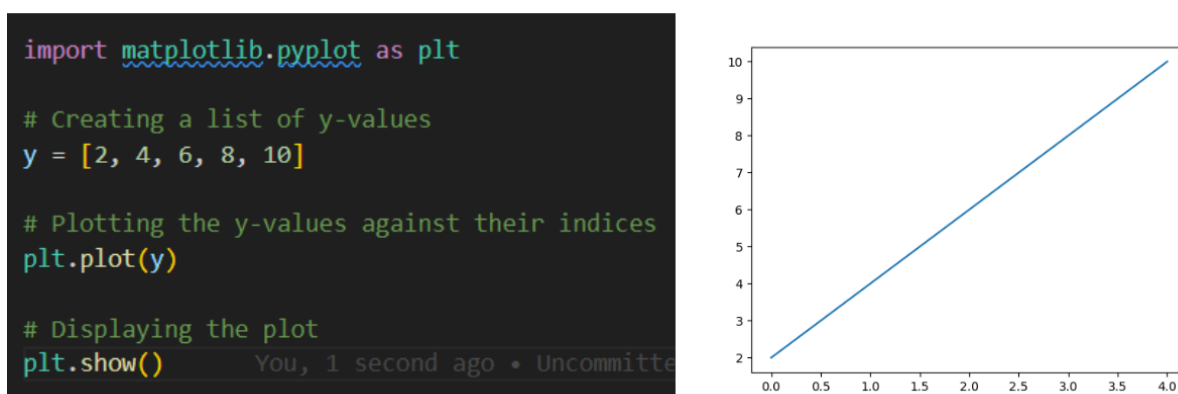 import matplotlib.pyplot as plt
# Creating a list of y-values
y = [2, 4, 6, 8, 10]
# Plotting the y-values against their indices
plt.plot(y)
# Displaying the plot
plt.show()
You, 1 second ago • Uncommitte
10
9
8
7
6
5
4
3
2
0.0 0.5 1.0 1.5 2.0 2.5 3.0 3.5 4.0